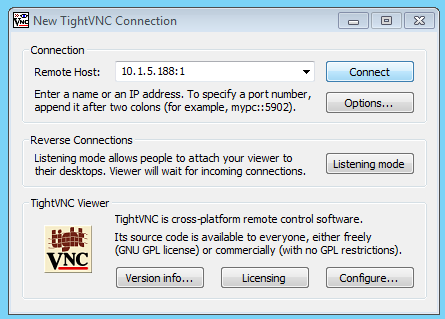 New TightVNC Connection
Connection
Remote Host: 10.1.5.188:1
Connect
Enter a name or an IP address. To specify a port number,
append it after two colons (for example, mypc::5902).
Options...
Reverse Connections
Listening mode allows people to attach your viewer to
their desktops. Viewer will wait for incoming connections.
Listening mode
TightVNC Viewer
VNC
TightVNC is cross-platform remote control software.
Its source code is available to everyone, either freely
(GNU GPL license) or commercially (with no GPL restrictions).
Version info... Licensing Configure...